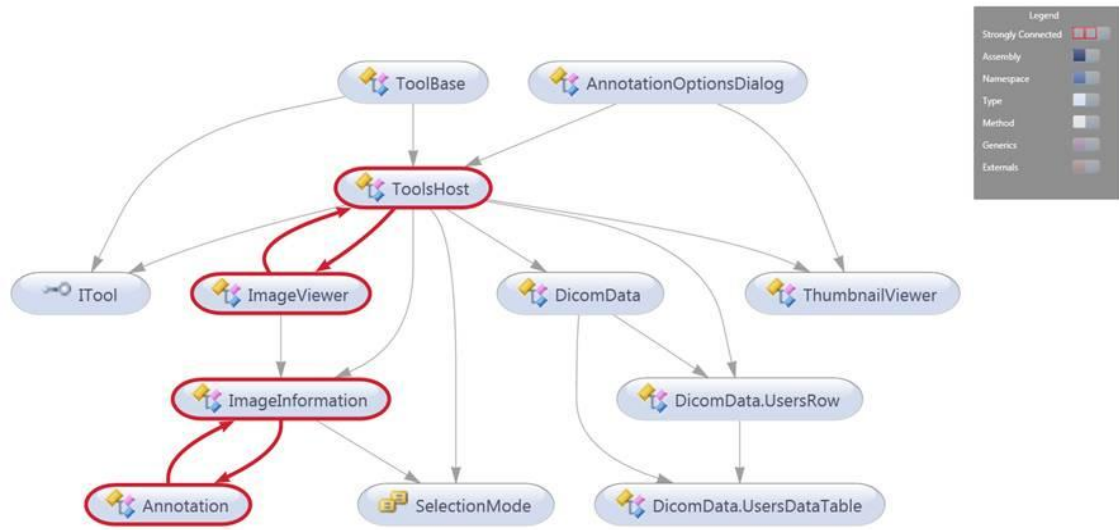 Legend
Strongly Connected
Assembly
Namespace
Type
Method
Generics
Externals
ToolBase
AnnotationOptionsDialog
ToolsHost
ITool
ImageViewer
DicomData
ThumbnailViewer
ImageInformation
DicomData.UsersRow
Annotation
SelectionMode
DicomData.UsersDataTable